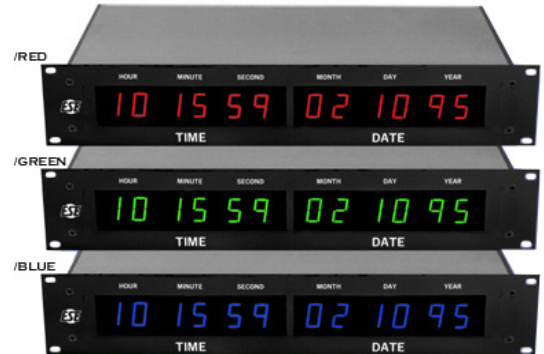 /RED
HOUR MINUTE SECOND MONTH DAY YEAR
ESE 10 15 59 02 10 95
TIME DATE
/GREEN
HOUR MINUTE SECOND MONTH DAY YEAR
ESE 10 15 59 02 10 95
TIME DATE
/BLUE
HOUR MINUTE SECOND MONTH DAY YEAR
ESE 10 15 59 02 10 95
TIME DATE